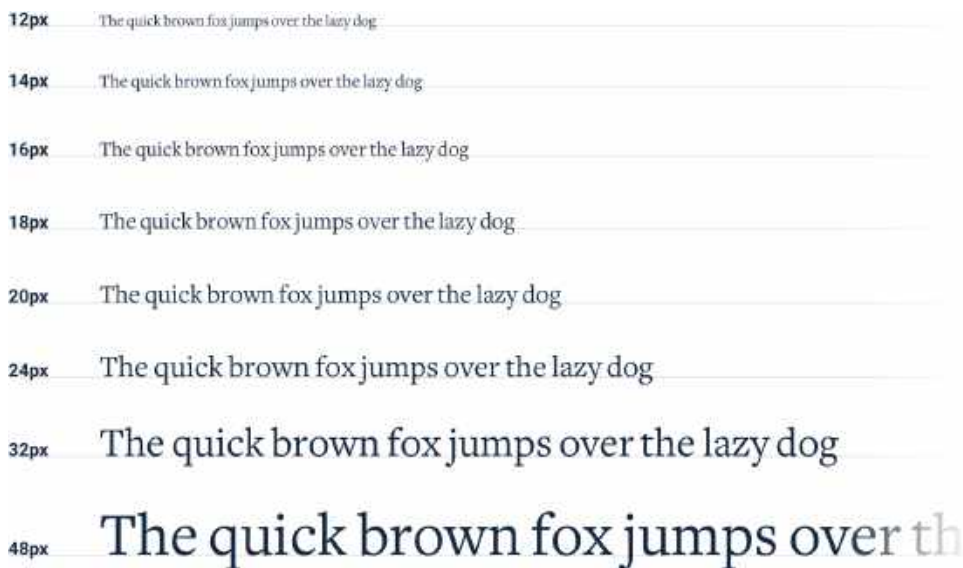 12px The quick brown fox jumps over the lazy dog
14px The quick brown fox jumps over the lazy dog
16px The quick brown fox jumps over the lazy dog
18px The quick brown fox jumps over the lazy dog
20px The quick brown fox jumps over the lazy dog
24px The quick brown fox jumps over the lazy dog
32px The quick brown fox jumps over the lazy dog
48px The quick brown fox jumps over th